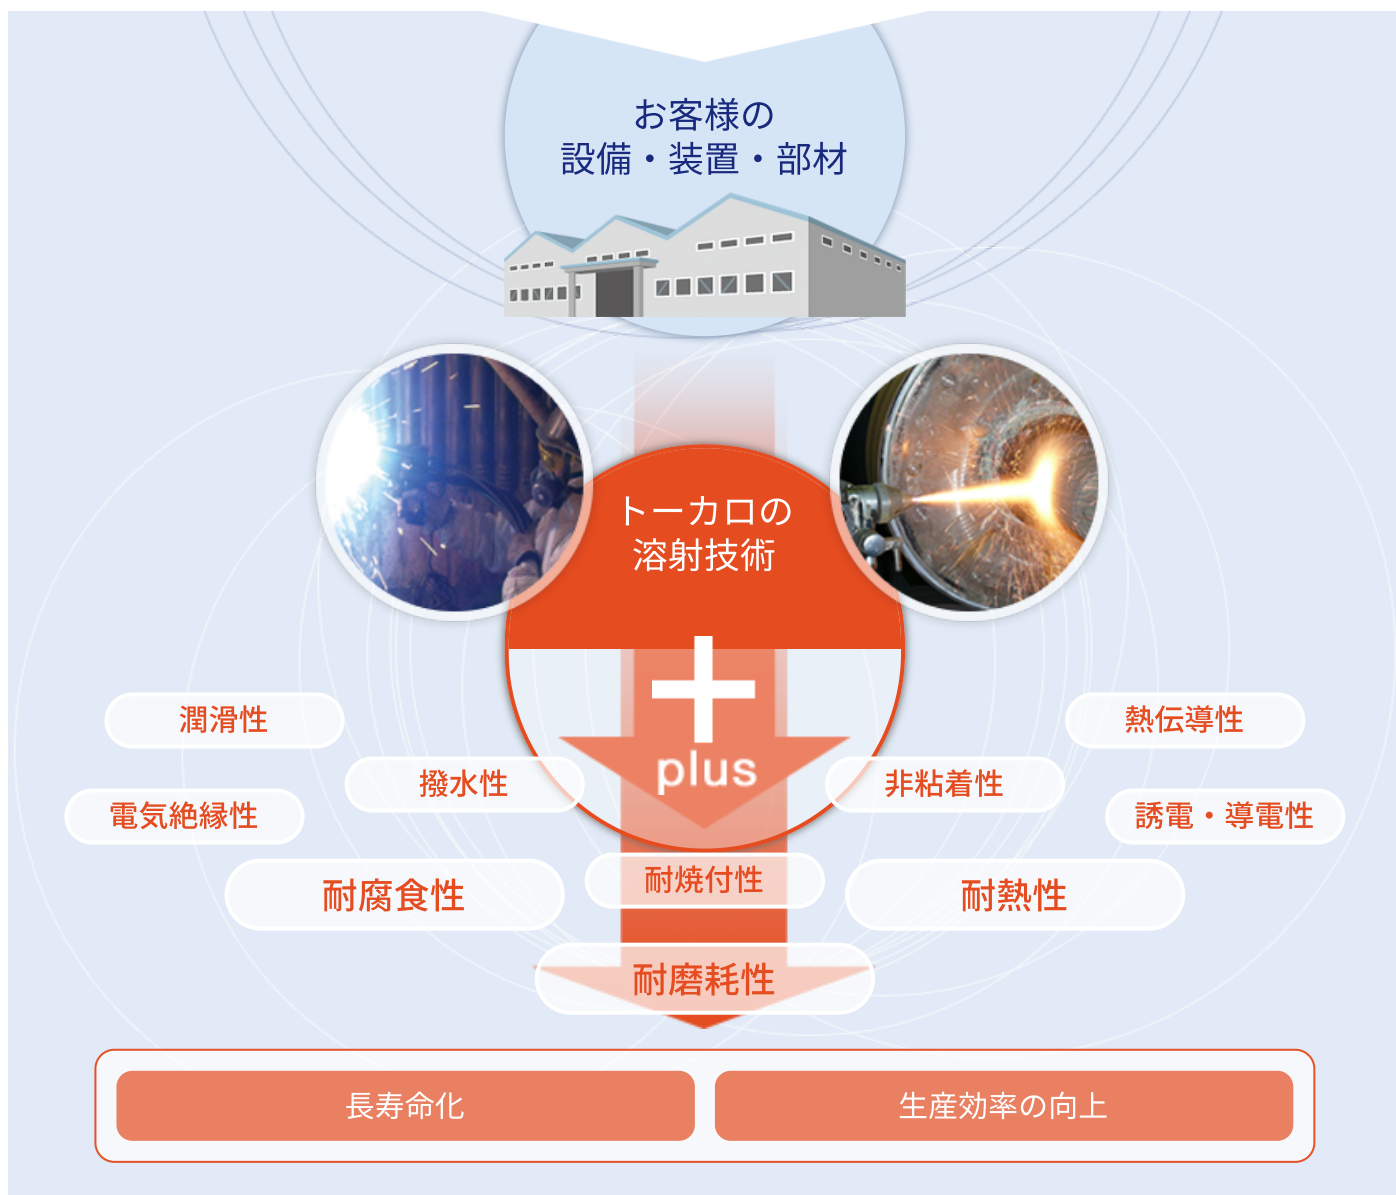 お客様の
設備・装置・部材
トーカロの
溶射技術
plus
潤滑性
熱伝導性
撥水性
非粘着性
電気絶縁性
誘電・導電性
耐焼付性
耐腐食性
耐熱性
耐磨耗性
長寿命化
生産効率の向上